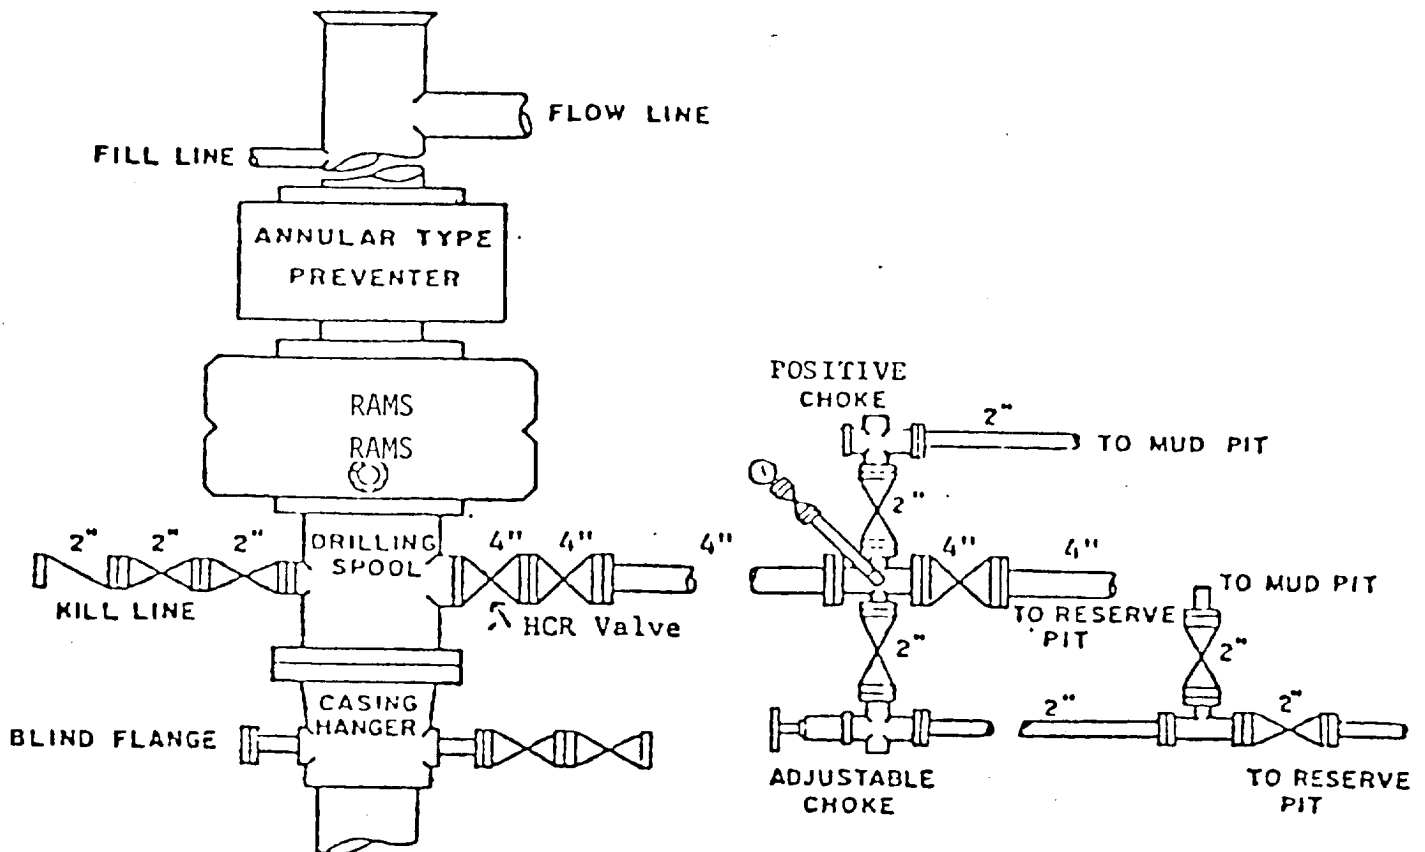 FLOW LINE
FILL LINE
ANNULAR TYPE
PREVENTER
RAMS
RAMS
DRILLING
SPOOL
2"
2"
2"
KILL LINE
4"
4"
4"
HCR Valve
CASING
HANGER
BLIND FLANGE
POSITIVE
CHOKE
2"
TO MUD PIT
2"
4"
4"
TO RESERVE
PIT
2"
ADJUSTABLE
CHOKE
TO MUD PIT
2"
2"
2"
TO RESERVE
PIT